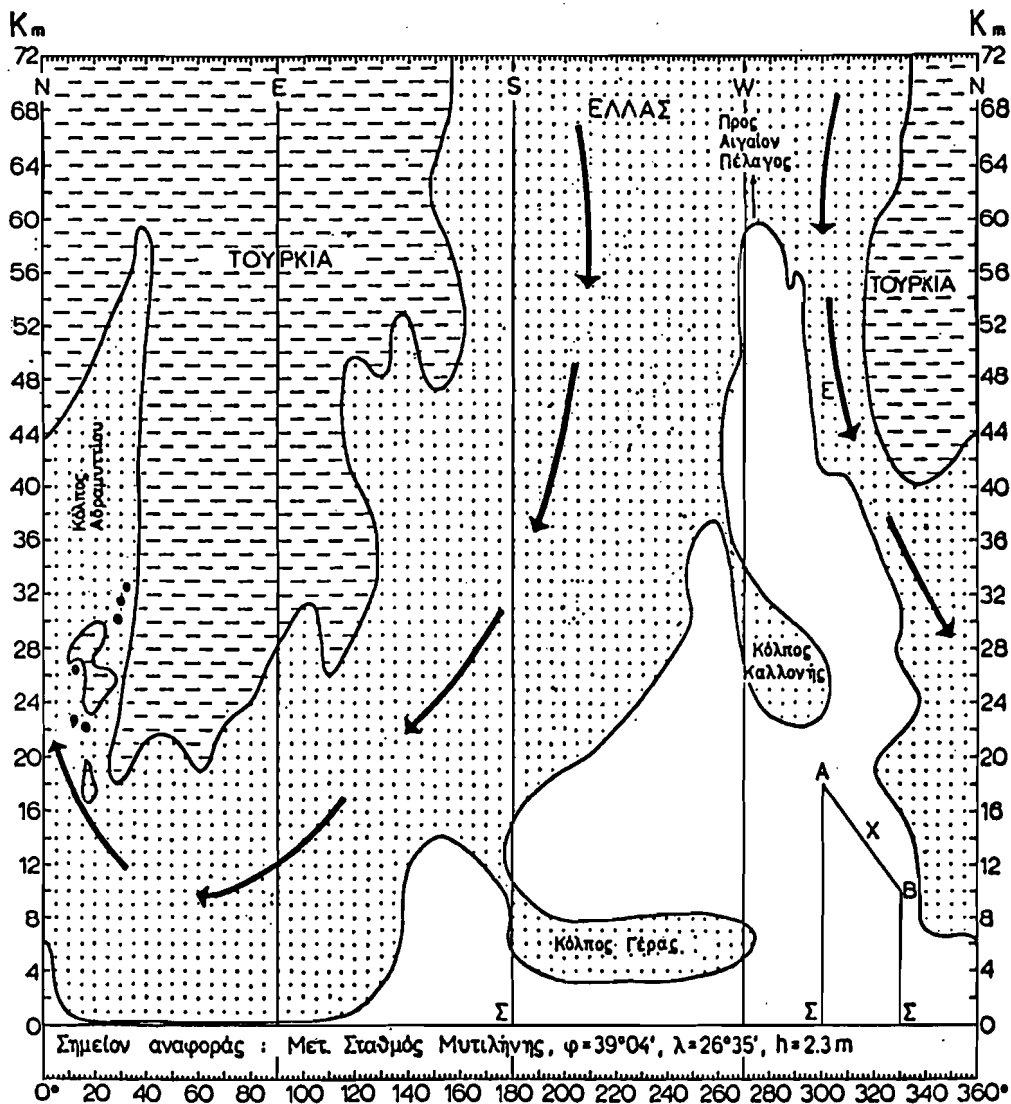 Km Km
72 72
N E S W N
ΕΛΛΑΣ
68 68
Προς
Αιγαίον
Πέλαγος
64 64
60 60
ΤΟΥΡΚΙΑ
56 56
ΤΟΥΡΚΙΑ
52 52
48 48
E
44 44
Κόλπος
Αδραμυττίου
40 40
36 36
32 32
28 28
Κόλπος
Καλλονής
24 24
20 20
A
16 16
X
12 12
B
8 8
Κόλπος Γέρας
4 4
Σ Σ Σ
0 0
Σημείον αναφοράς : Μετ. Σταθμός Μυτιλήνης, φ=39°04', λ=26°35', h=2.3 m
0° 20 40 60 80 100 120 140 160 180 200 220 240 260 280 300 320 340 360°